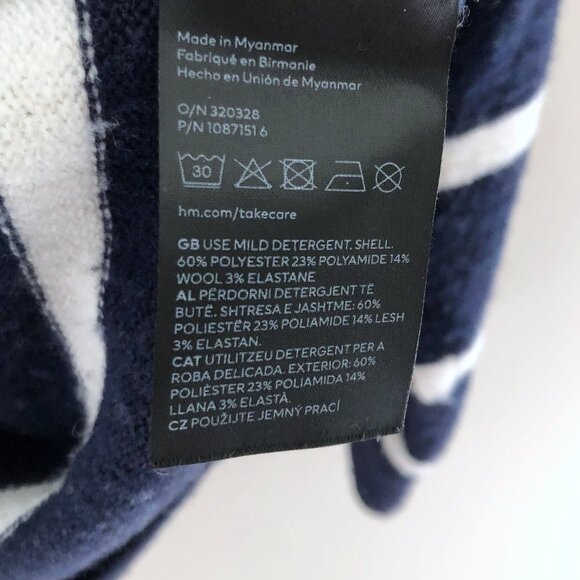 Made in Myanmar
Fabriqué en Birmanie
Hecho en Unión de Myanmar
O/N 320328
P/N 1087151 6
30
hm.com/takecare
GB USE MILD DETERGENT. SHELL.
60% POLYESTER 23% POLYAMIDE 14%
WOOL 3% ELASTANE
AL PËRDORNI DETERGJENT TË
BUTË. SHTRESA E JASHTME: 60%
POLIESTËR 23% POLIAMIDE 14% LESH
3% ELASTAN.
CAT UTILITZEU DETERGENT PER A
ROBA DELICADA. EXTERIOR: 60%
POLIÈSTER 23% POLIAMIDA 14%
LLANA 3% ELASTÀ.
CZ POUŽIJTE JEMNÝ PRACÍ